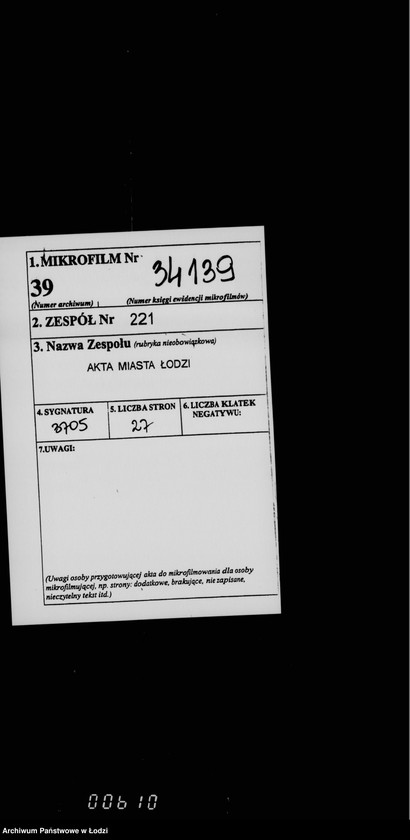 1. MIKROFILM Nr 34139
39
(Numer archiwum) (Numer księgi ewidencji mikrofilmów)
2. ZESPÓŁ Nr 221
3. Nazwa Zespołu (rubryka nieobowiązkowa)
AKTA MIASTA ŁODZI
4. SYGNATURA 5. LICZBA STRON 6. LICZBA KLATEK
NEGATYWU:
3705 27
7.UWAGI:
(Uwagi osoby przygotowującej akta do mikrofilmowania dla osoby
mikrofilmującej, np. strony: dodatkowe, brakujące, nie zapisane,
nieczytelny tekst itd.)
00610
Archiwum Państwowe w Łodzi